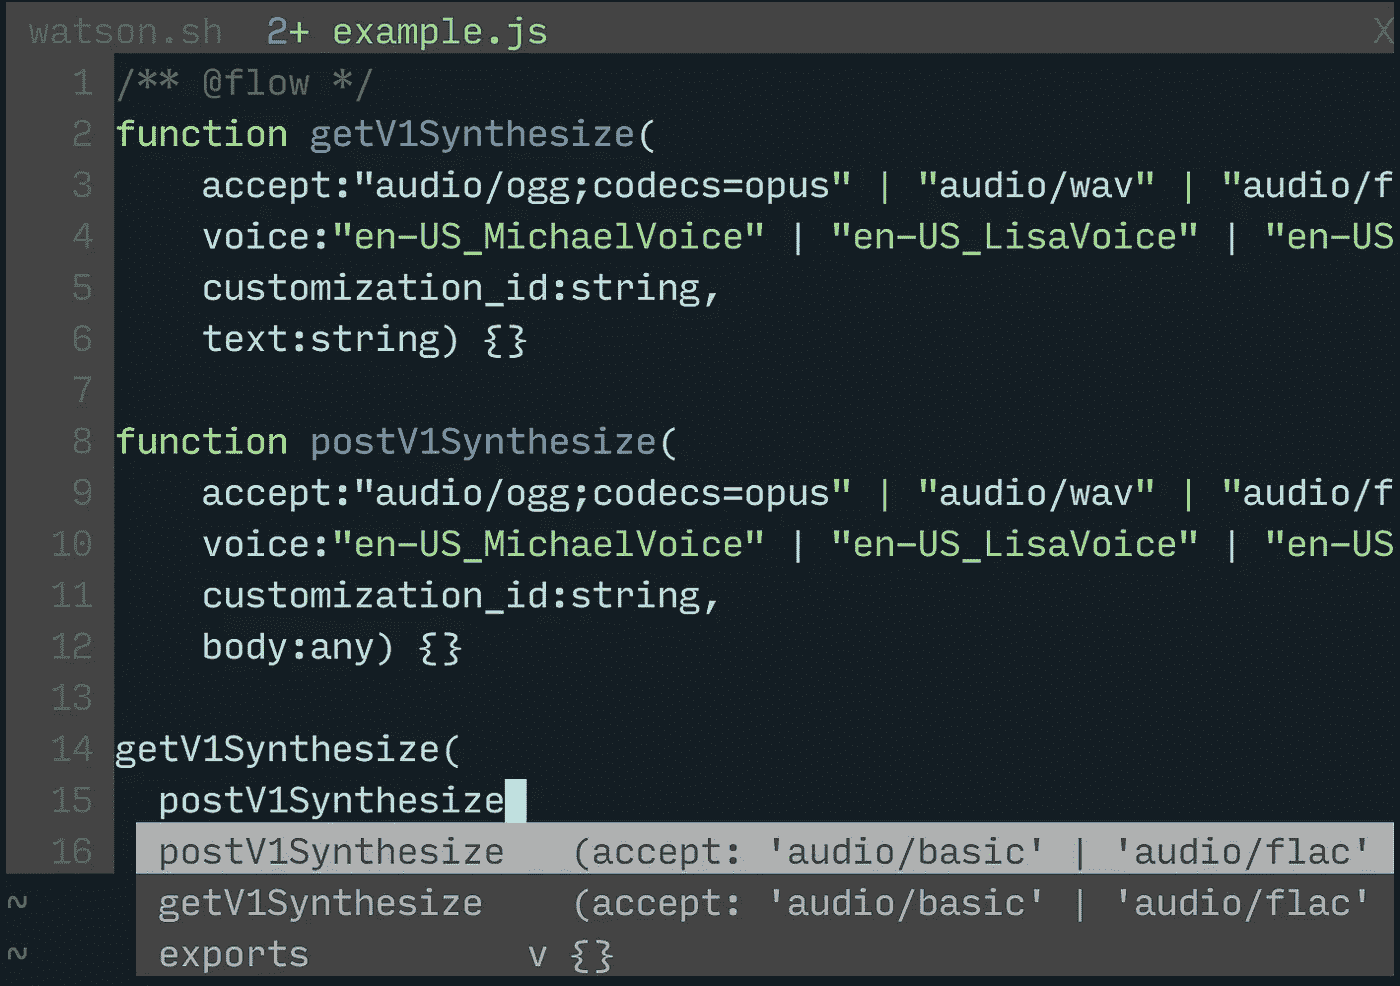 watson.sh 2+ example.js X
1 /** @flow */
2 function getV1Synthesize(
3 accept:"audio/ogg;codecs=opus" | "audio/wav" | "audio/f
4 voice:"en-US_MichaelVoice" | "en-US_LisaVoice" | "en-US
5 customization_id:string,
6 text:string) {}
7
8 function postV1Synthesize(
9 accept:"audio/ogg;codecs=opus" | "audio/wav" | "audio/f
10 voice:"en-US_MichaelVoice" | "en-US_LisaVoice" | "en-US
11 customization_id:string,
12 body:any) {}
13
14 getV1Synthesize(
15 postV1Synthesize
16 postV1Synthesize (accept: 'audio/basic' | 'audio/flac'
~ getV1Synthesize (accept: 'audio/basic' | 'audio/flac'
~ exports v {}